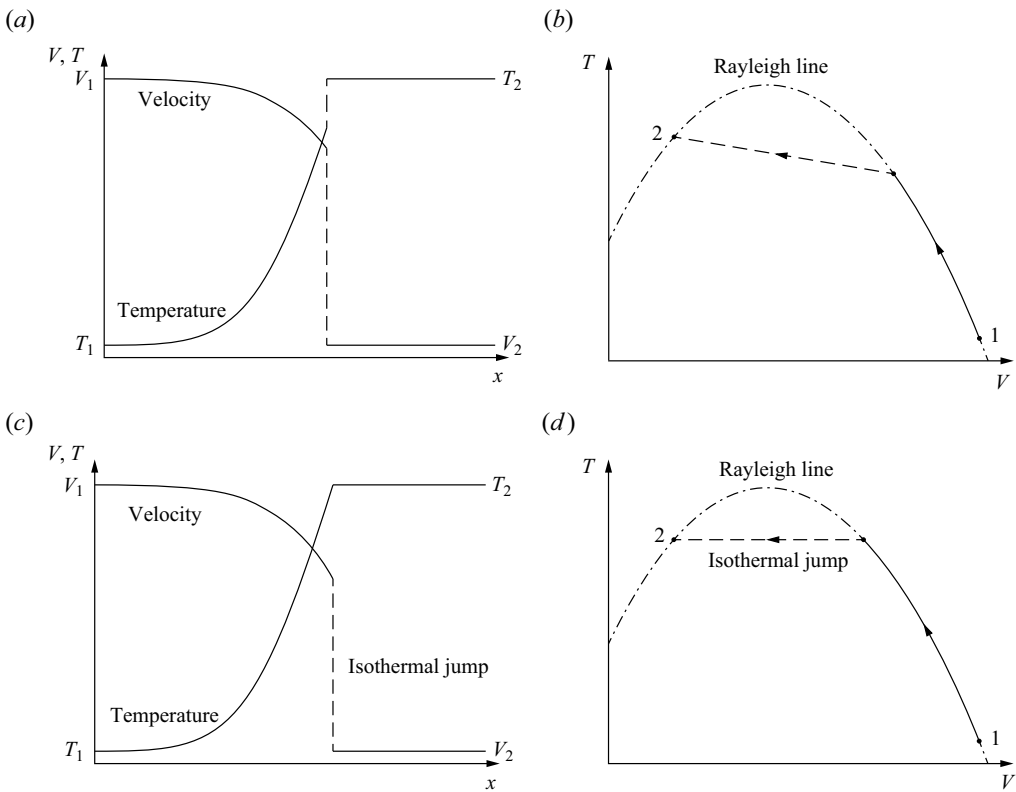 (a)
V, T
V1
T2
Velocity
Temperature
T1
V2
x
(b)
T
Rayleigh line
2
1
V
(c)
V, T
V1
T2
Velocity
Isothermal jump
Temperature
T1
V2
x
(d)
T
Rayleigh line
2
Isothermal jump
1
V